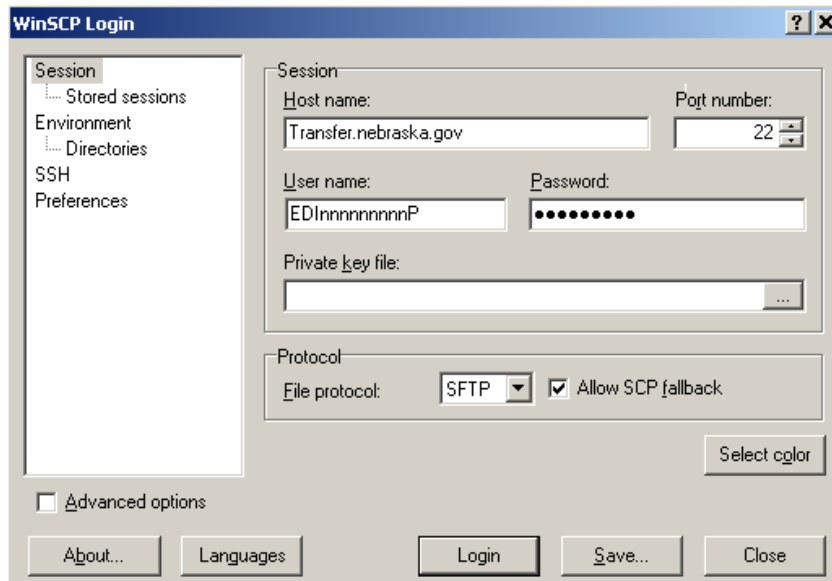 WinSCP Login
Session
Stored sessions
Environment
Directories
SSH
Preferences
Session
Host name:
Port number:
Transfer.nebraska.gov
22
User name:
Password:
EDInnnnnnnnnP
●●●●●●●●●
Private key file:
...
Protocol
File protocol:
SFTP
Allow SCP fallback
Select color
Advanced options
About...
Languages
Login
Save...
Close